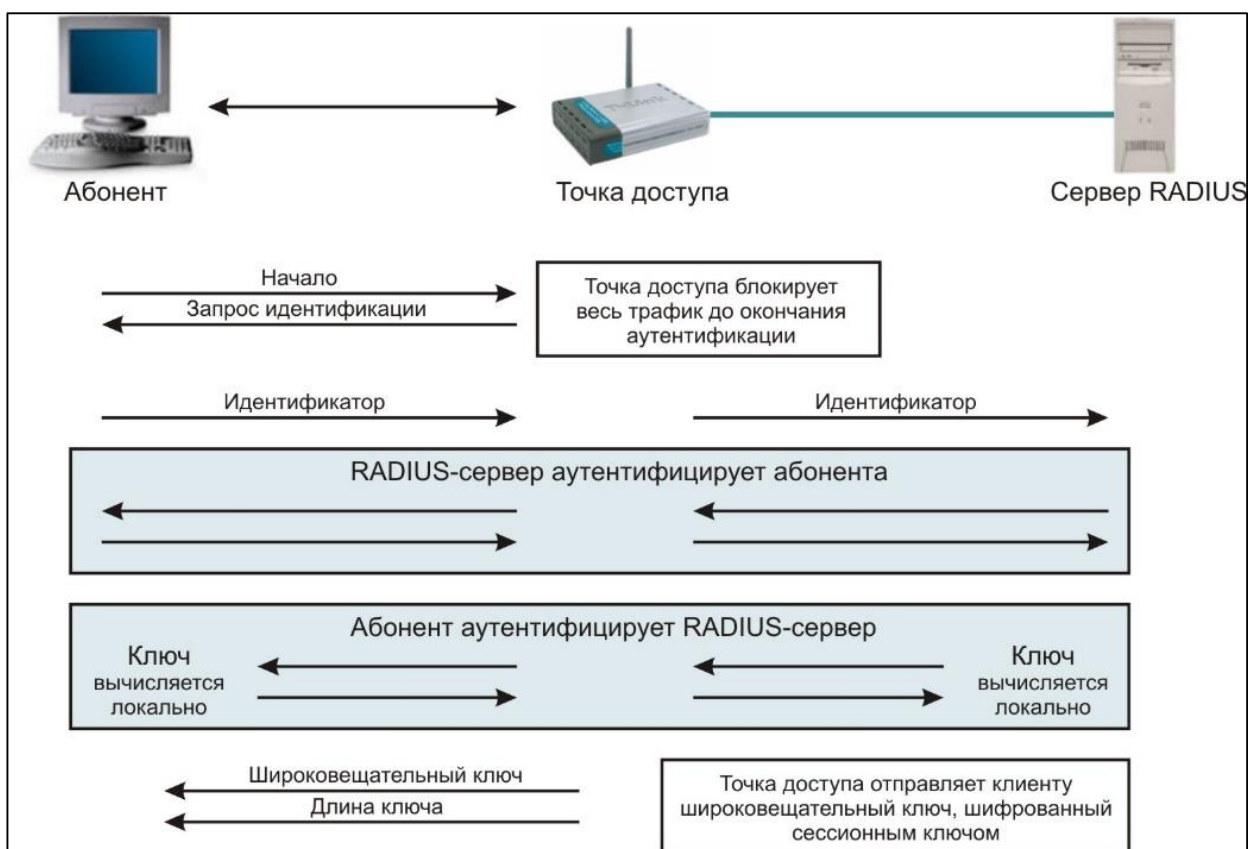 Абонент
Точка доступа
Сервер RADIUS
Начало
Запрос идентификации
Точка доступа блокирует
весь трафик до окончания
аутентификации
Идентификатор
Идентификатор
RADIUS-сервер аутентифицирует абонента
Абонент аутентифицирует RADIUS-сервер
Ключ
вычисляется
локально
Ключ
вычисляется
локально
Широковещательный ключ
Длина ключа
Точка доступа отправляет клиенту
широковещательный ключ, шифрованный
сессионным ключом